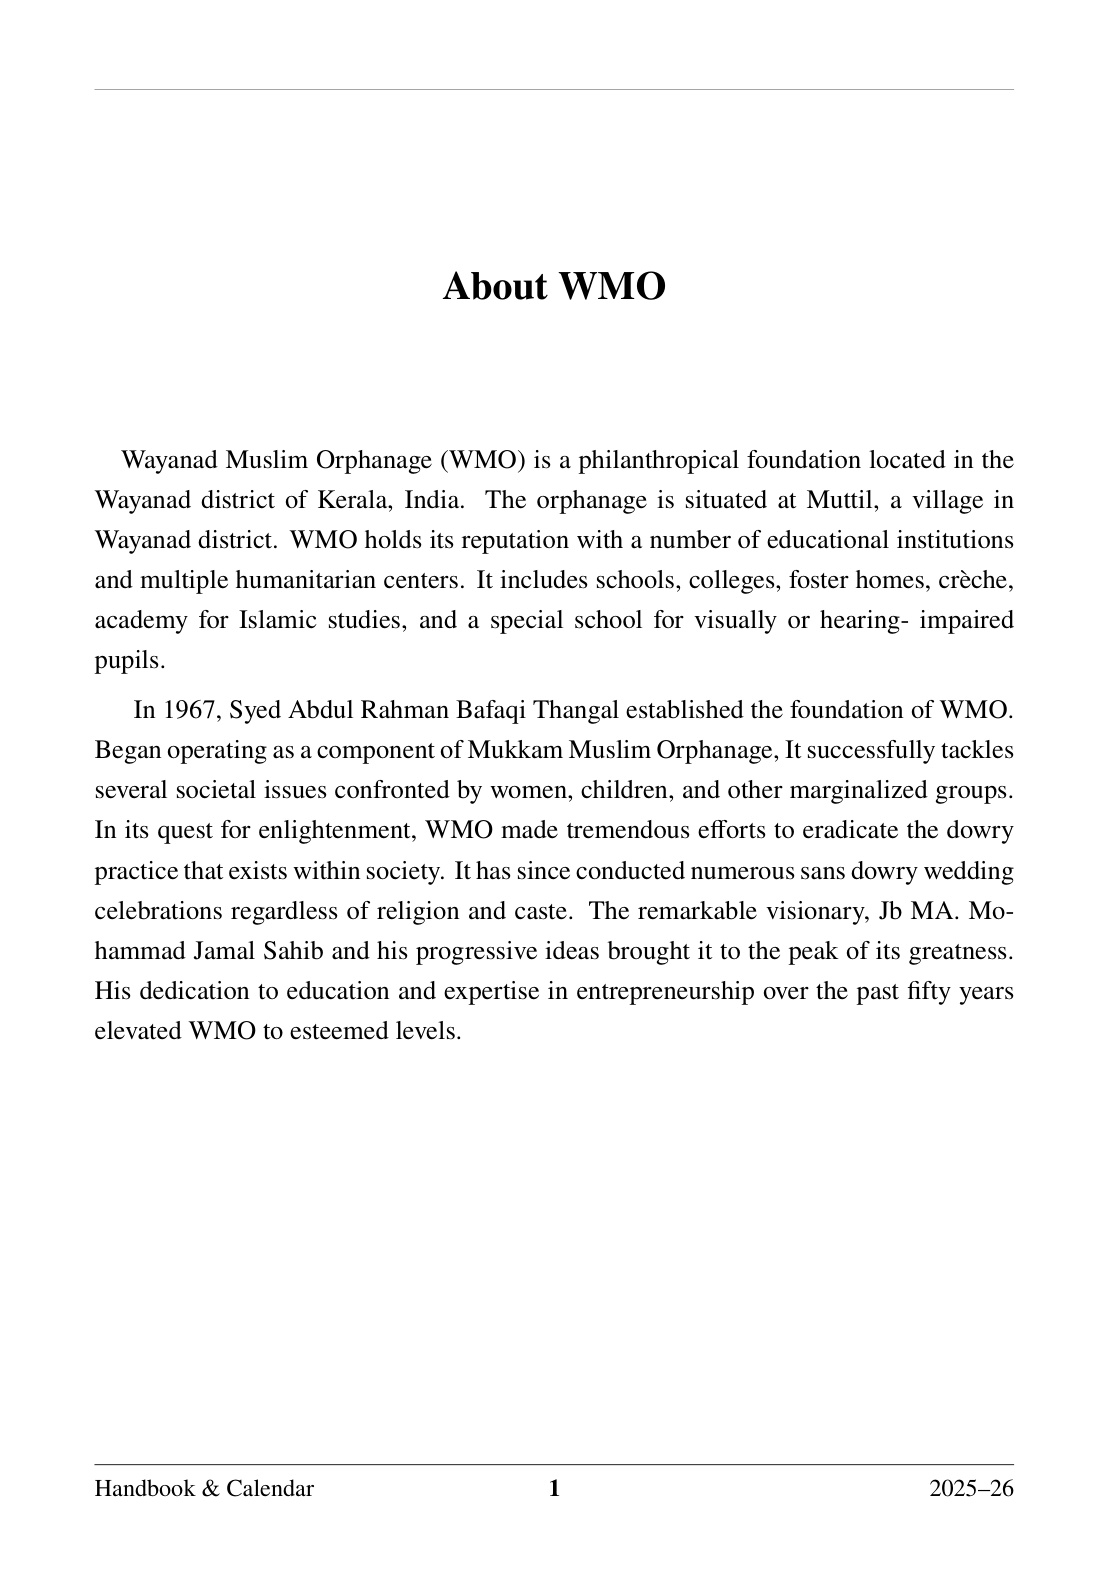 About WMO
Wayanad Muslim Orphanage (WMO) is a philanthropical foundation located in the
Wayanad district of Kerala, India. The orphanage is situated at Muttil, a village in
Wayanad district. WMO holds its reputation with a number of educational institutions
and multiple humanitarian centers. It includes schools, colleges, foster homes, crèche,
academy for Islamic studies, and a special school for visually or hearing- impaired
pupils.
In 1967, Syed Abdul Rahman Bafaqi Thangal established the foundation of WMO.
Began operating as a component of Mukkam Muslim Orphanage, It successfully tackles
several societal issues confronted by women, children, and other marginalized groups.
In its quest for enlightenment, WMO made tremendous efforts to eradicate the dowry
practice that exists within society. It has since conducted numerous sans dowry wedding
celebrations regardless of religion and caste. The remarkable visionary, Jb MA. Mo-
hammad Jamal Sahib and his progressive ideas brought it to the peak of its greatness.
His dedication to education and expertise in entrepreneurship over the past fifty years
elevated WMO to esteemed levels.
Handbook & Calendar 1 2025–26